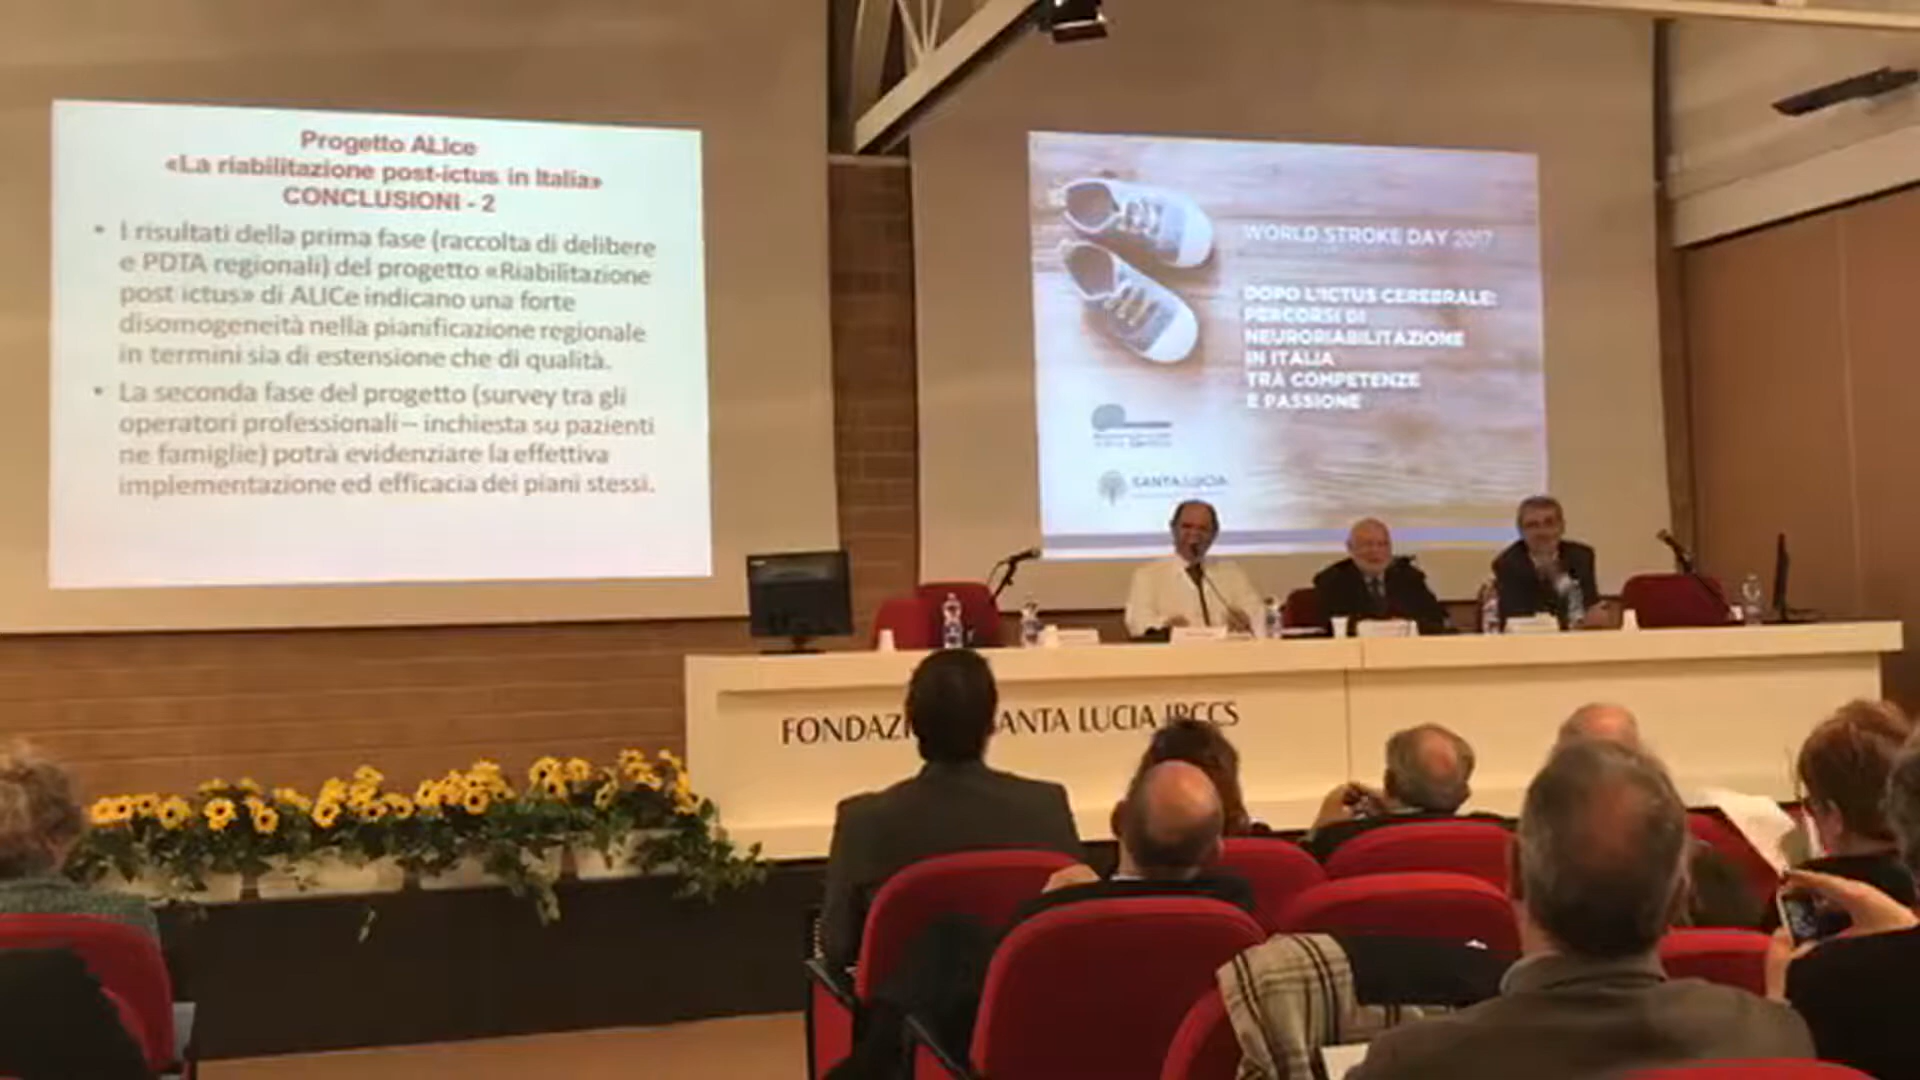 Progetto ALIce
«La riabilitazione post-ictus in Italia»
CONCLUSIONI - 2
• I risultati della prima fase (raccolta di delibere
e PDTA regionali) del progetto «Riabilitazione
post ictus» di ALICe indicano una forte
disomogeneità nella pianificazione regionale
in termini sia di estensione che di qualità.
• La seconda fase del progetto (survey tra gli
operatori professionali – inchiesta su pazienti
ne famiglie) potrà evidenziare la effettiva
implementazione ed efficacia dei piani stessi.
WORLD STROKE DAY 2017
DOPO L'ICTUS CEREBRALE:
PERCORSI DI
NEURORIABILITAZIONE
IN ITALIA
TRA COMPETENZE
E PASSIONE
SANTA LUCIA
FONDAZI ANTA LUCIA IRCCS